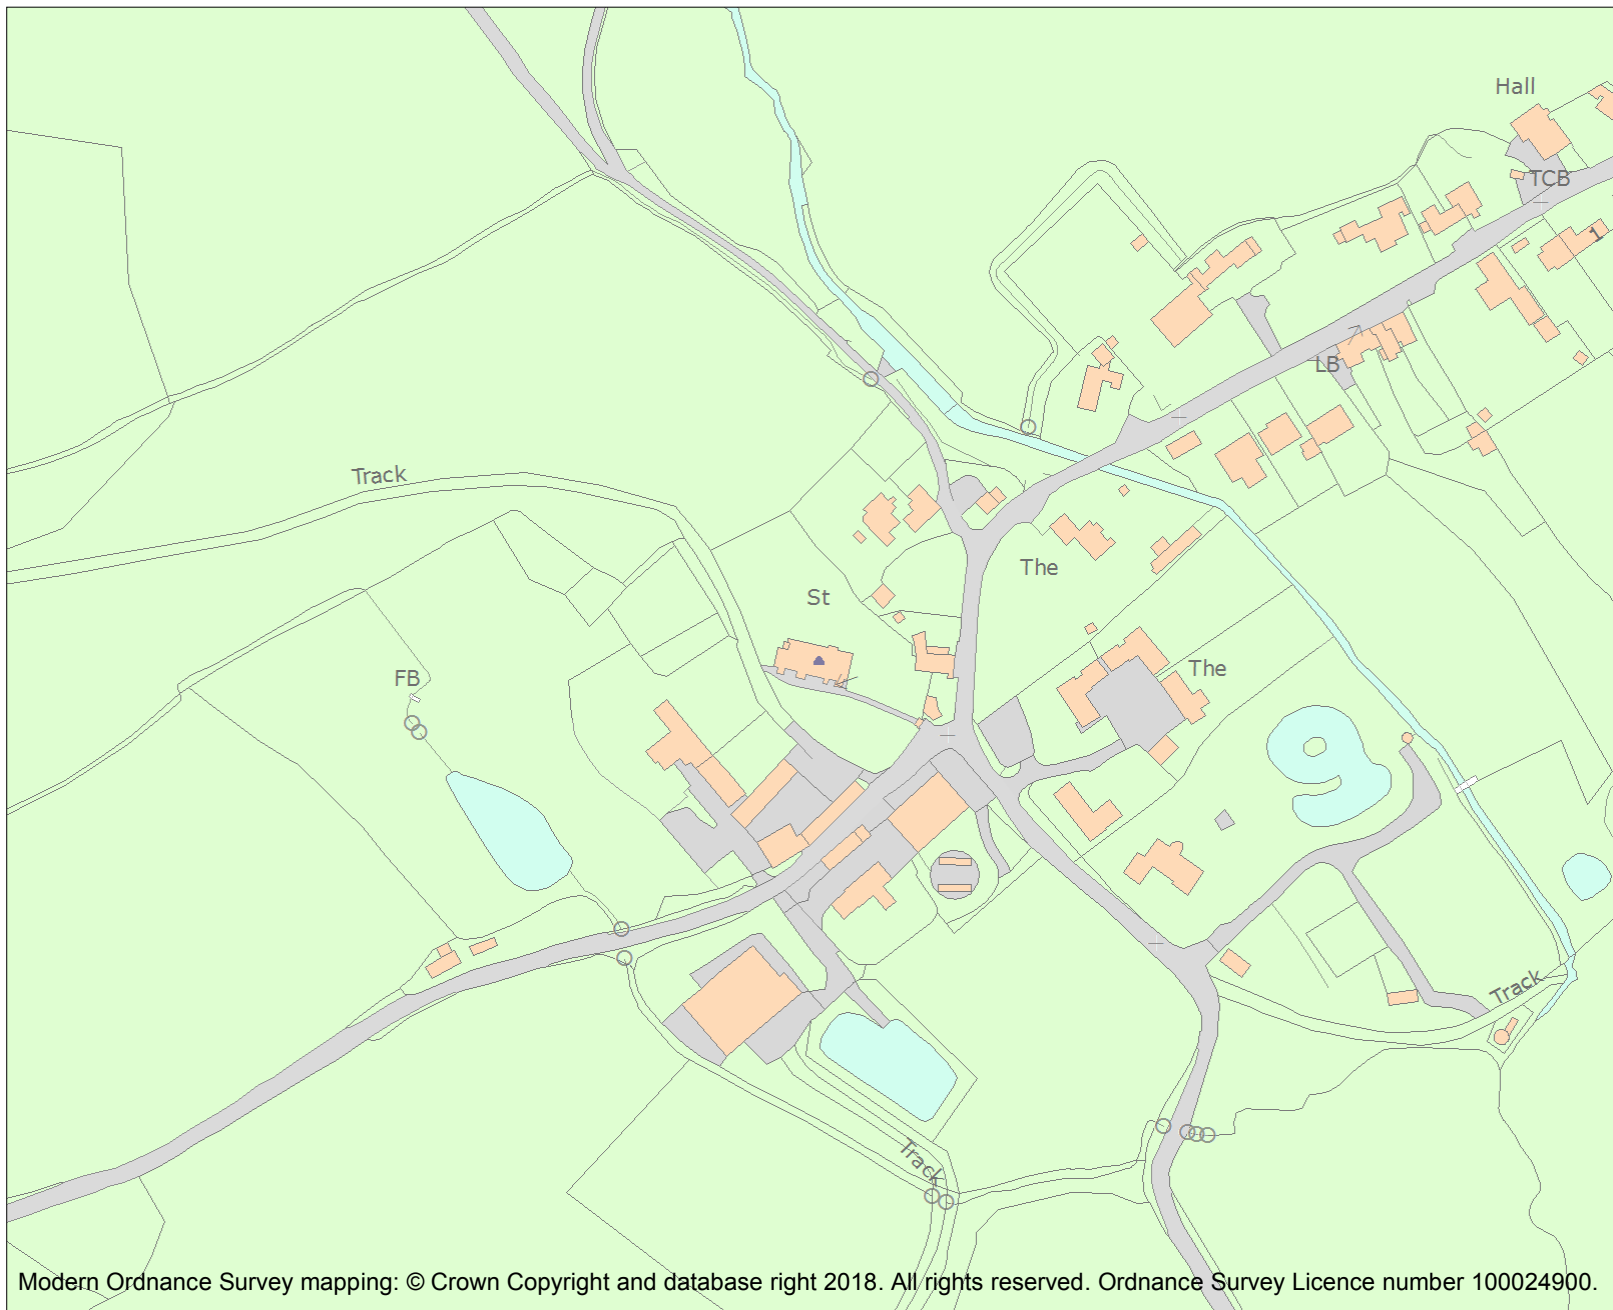 Hall
TCB
1
LB
Track
The
St
The
FB
Track
Track
Modern Ordnance Survey mapping: © Crown Copyright and database right 2018. All rights reserved. Ordnance Survey Licence number 100024900.